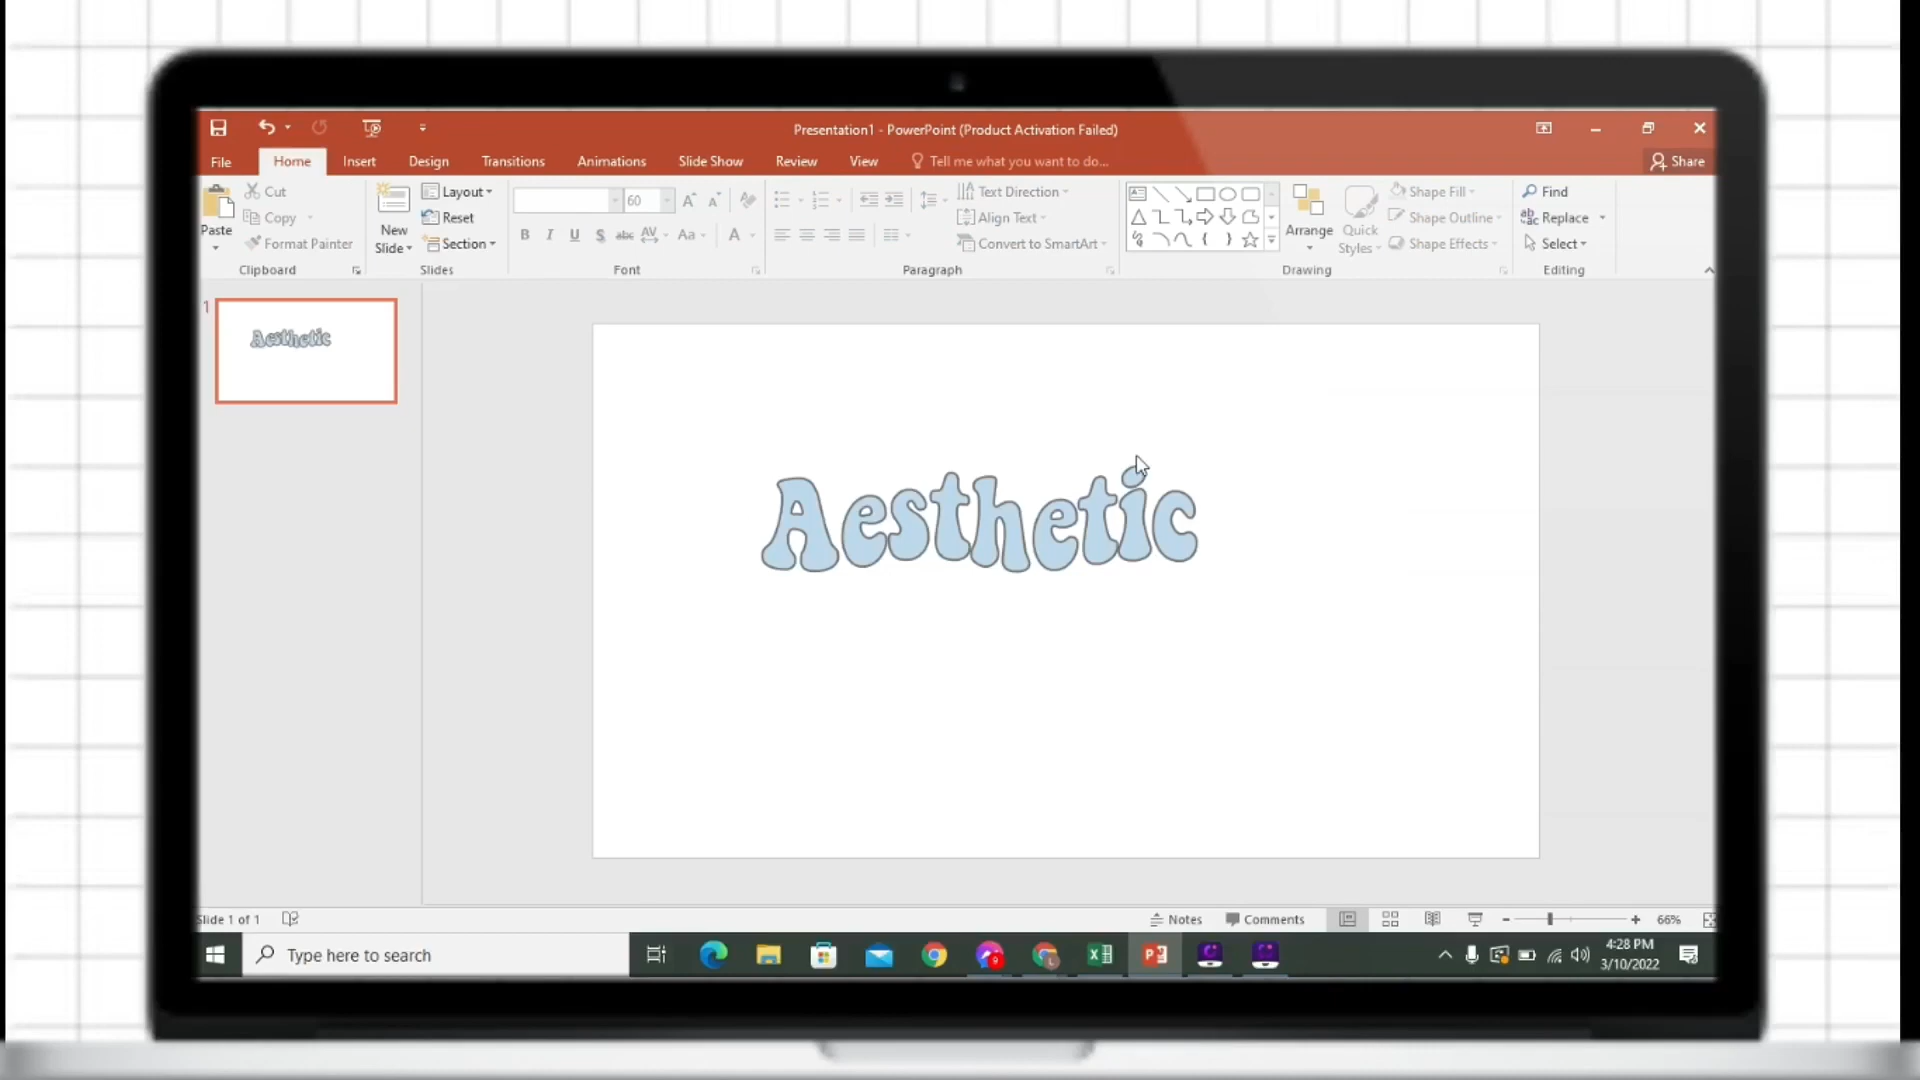 Presentation1 - PowerPoint (Product Activation Failed)
File Home Insert Design Transitions Animations Slide Show Review View Tell me what you want to do... Share
Paste
Cut
Copy
Format Painter
Clipboard
New
Slide
Layout
Reset
Section
Slides
60
B I U S abc AV Aa A
Font
Text Direction
Align Text
Convert to SmartArt
Paragraph
Arrange
Quick
Styles
Shape Fill
Shape Outline
Shape Effects
Drawing
Find
Replace
Select
Editing
1
Aesthetic
Aesthetic
Slide 1 of 1
Notes Comments 66%
Type here to search
4:28 PM
3/10/2022